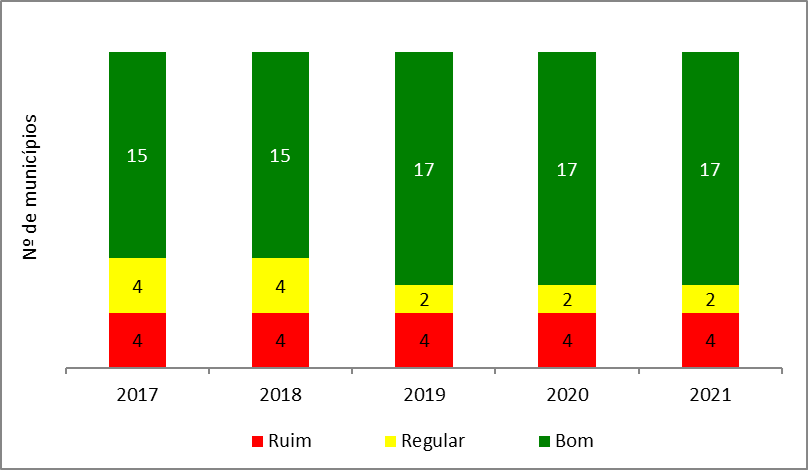 Nº de municípios
15 15 17 17 17
4 4 2 2 2
4 4 4 4 4
2017 2018 2019 2020 2021
Ruim Regular Bom